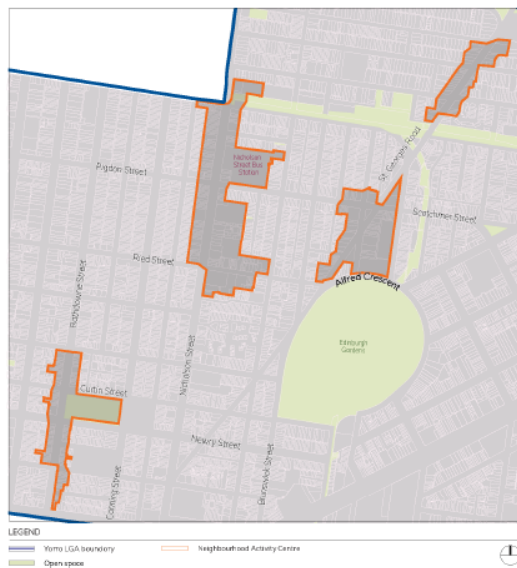 St. Georges Road
Nicholson
Street Bus
Station
Pigdon Street
Scotchmer Street
Ried Street
Alfred Crescent
Rathdowne Street
Edinburgh
Gardens
Nicholson Street
Curtin Street
Newry Street
Brunswick Street
Canning Street
LEGEND
Yarra LGA boundary
Neighbourhood Activity Centre
Open space